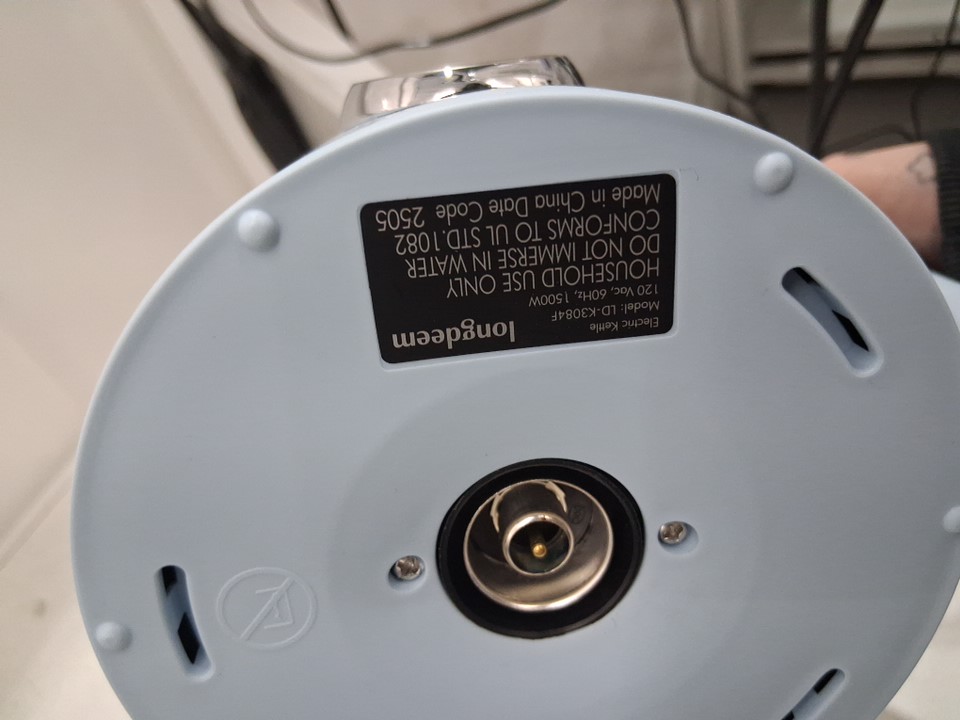 longdeem
Electric Kettle
Model: LD-K3084F
120 Vac, 60Hz, 1500W
HOUSEHOLD USE ONLY
DO NOT IMMERSE IN WATER
CONFORMS TO UL STD.1082
Made in China Date Code 2505